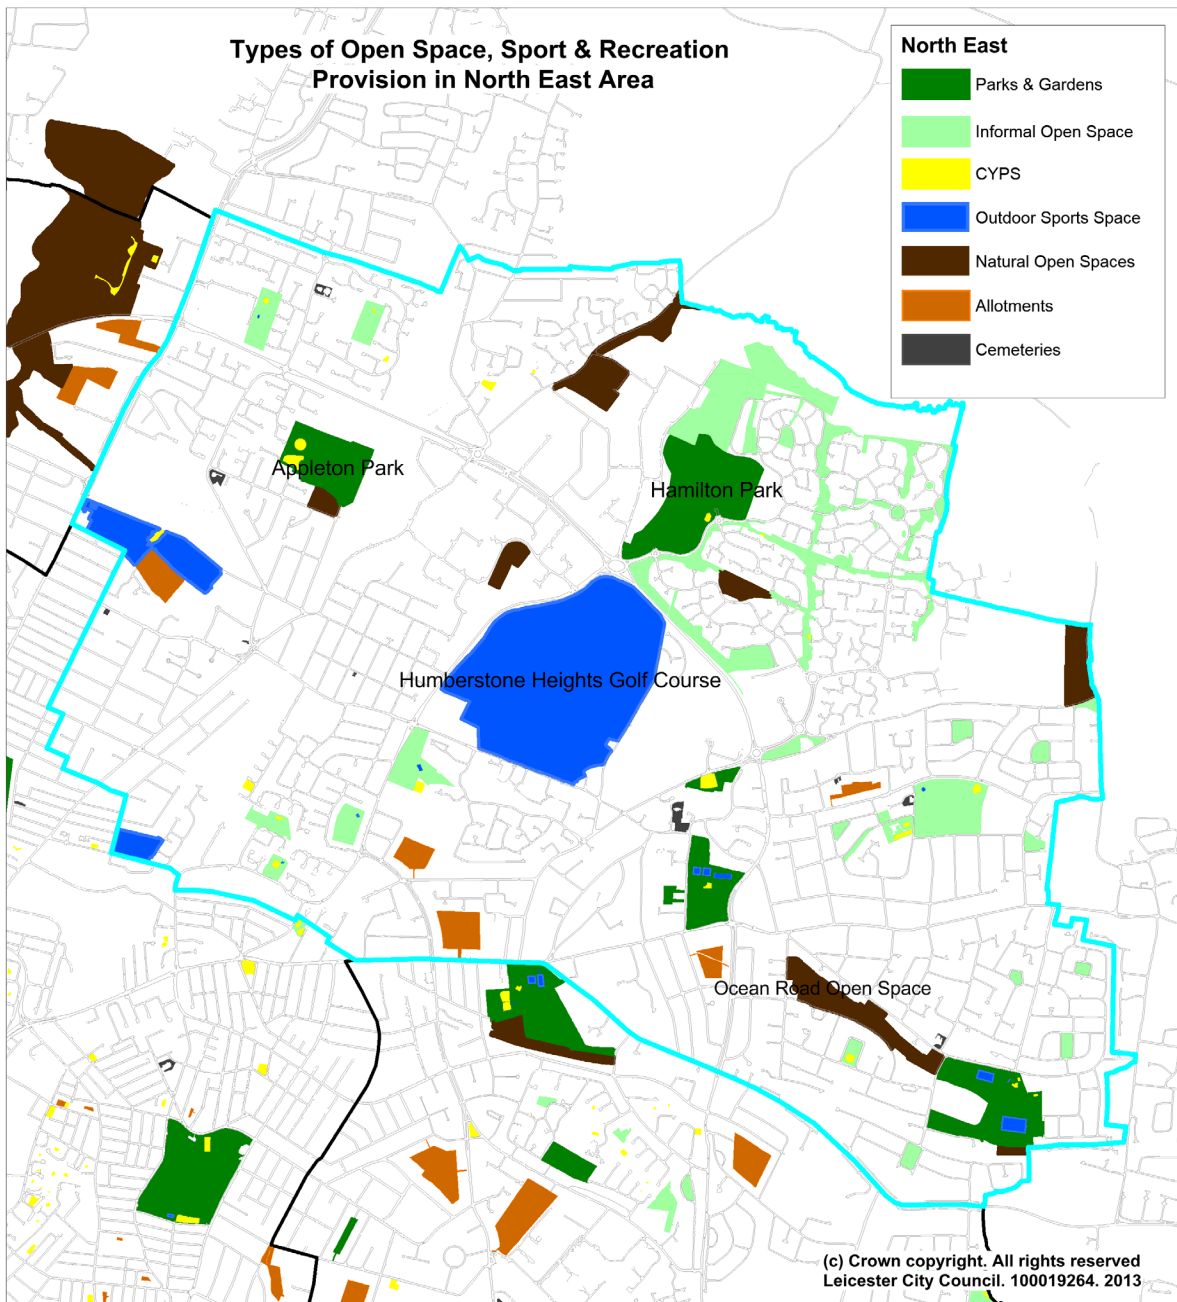 Types of Open Space, Sport & Recreation
Provision in North East Area
North East
Parks & Gardens
Informal Open Space
CYPS
Outdoor Sports Space
Natural Open Spaces
Allotments
Cemeteries
Appleton Park
Hamilton Park
Humberstone Heights Golf Course
Ocean Road Open Space
(c) Crown copyright. All rights reserved
Leicester City Council. 100019264. 2013